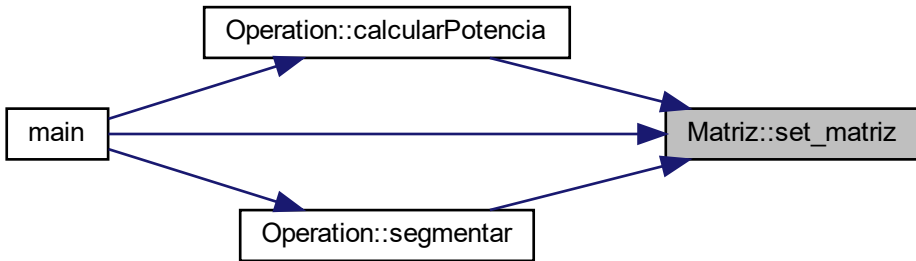 Operation::calcularPotencia
main
Matriz::set_matriz
Operation::segmentar